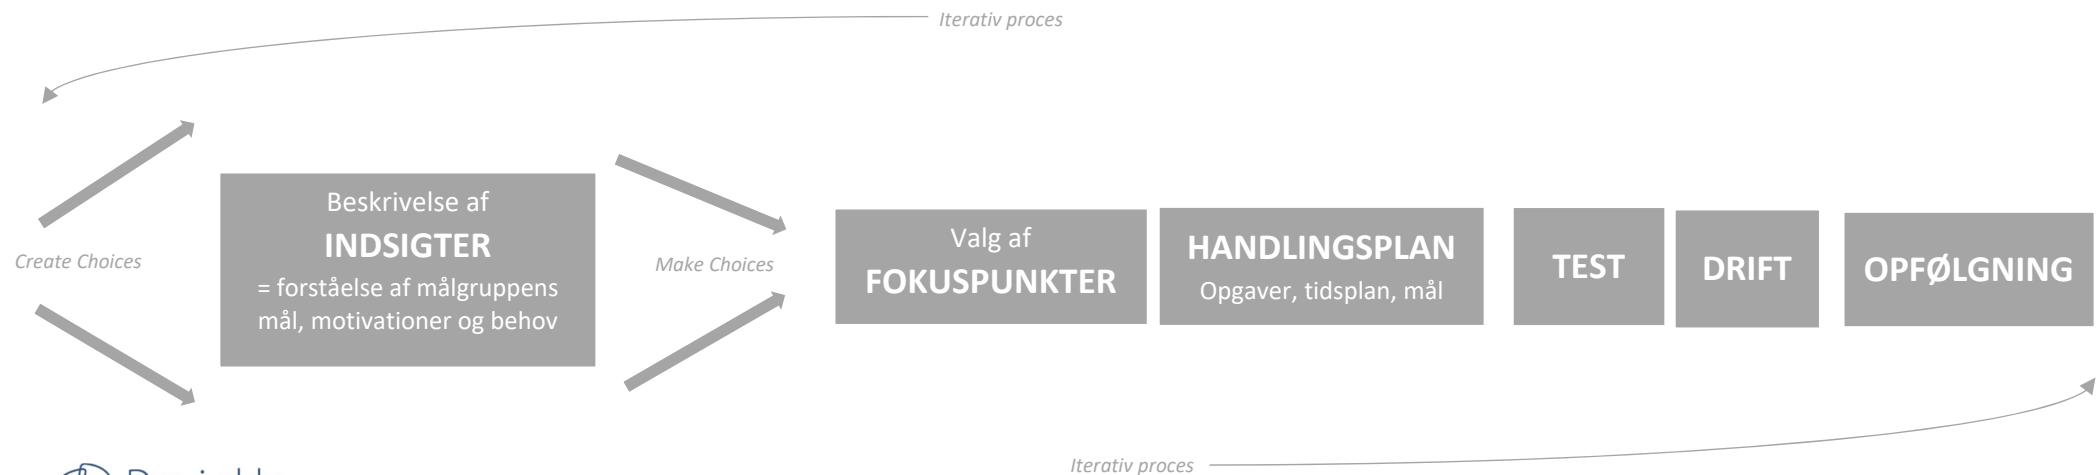 Iterativ proces
Create Choices
Beskrivelse af
INDSIGTER
= forståelse af målgruppens
mål, motivationer og behov
Make Choices
Valg af
FOKUSPUNKTER
HANDLINGSPLAN
Opgaver, tidsplan, mål
TEST
DRIFT
OPFØLGNING
Iterativ proces